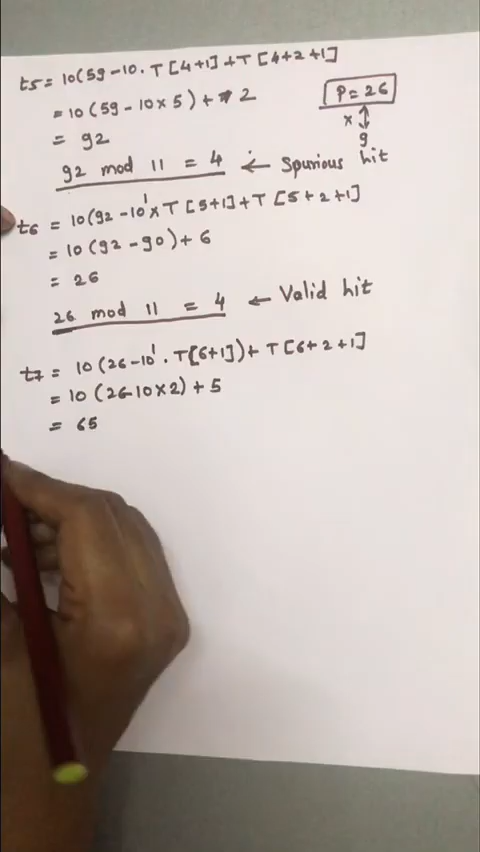 t5 = 10(59-10. T[4+1]+T[4+2+1]
= 10(59-10×5)+ 2
= 92
P=26
x
9
92 mod 11 = 4 ← Spurious hit
t6 = 10(92-10¹×T[5+1]+T[5+2+1]
= 10(92-90)+6
= 26
26 mod 11 = 4 ← Valid hit
t7 = 10(26-10¹.T[6+1])+T[6+2+1]
= 10(26-10×2)+5
= 65